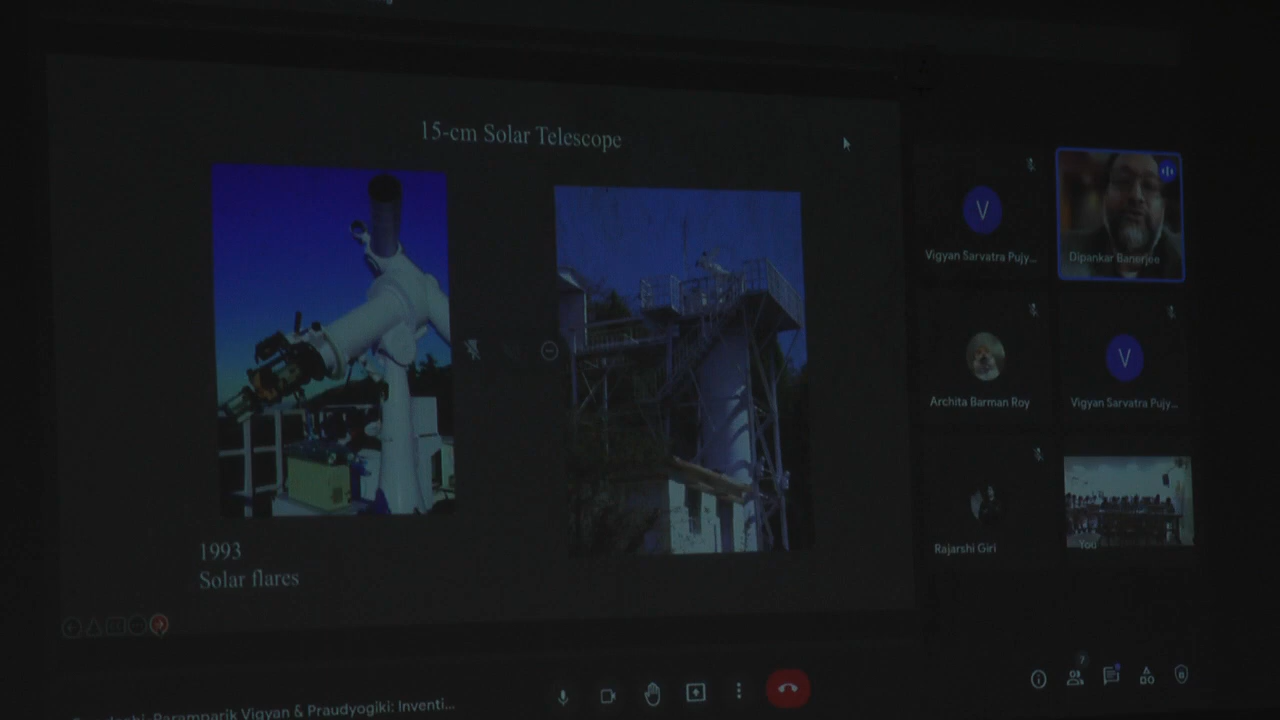 15-cm Solar Telescope
1993
Solar flares
V
Vigyan Sarvatra Pujy...
Dipankar Banerjee
Archita Barman Roy
V
Vigyan Sarvatra Pujy...
Rajarshi Giri
You
7
Paramparik Vigyan & Praudyogiki: Inventi...